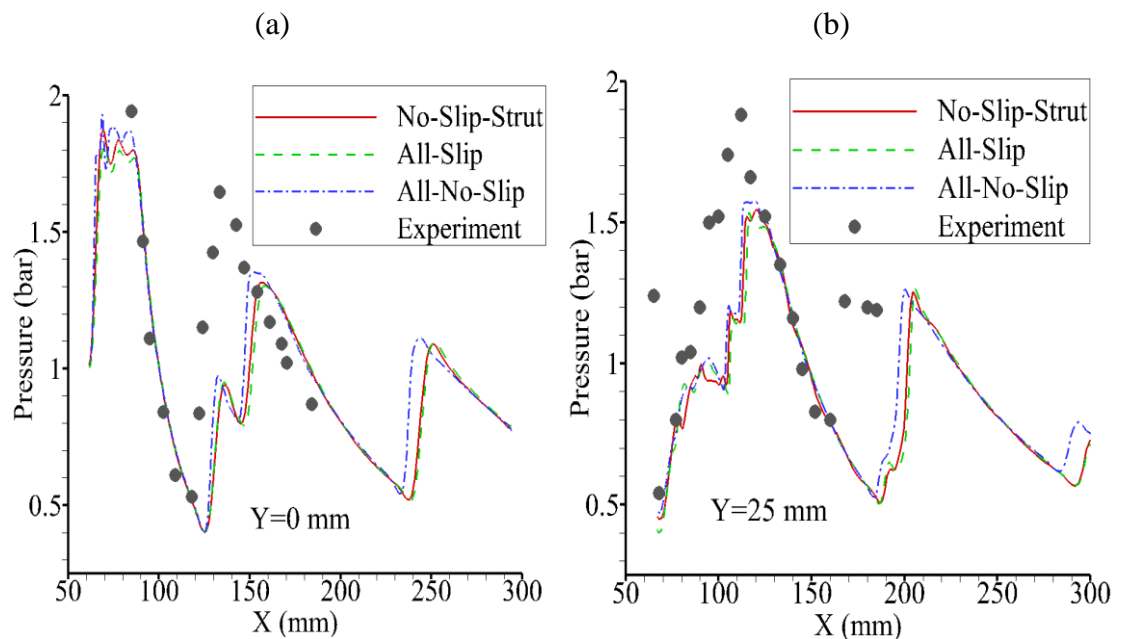 (a)
Pressure (bar)
2
1.5
1
0.5
50 100 150 200 250 300
X (mm)
No-Slip-Strut
All-Slip
All-No-Slip
Experiment
Y=0 mm
(b)
Pressure (bar)
2
1.5
1
0.5
50 100 150 200 250 300
X (mm)
No-Slip-Strut
All-Slip
All-No-Slip
Experiment
Y=25 mm